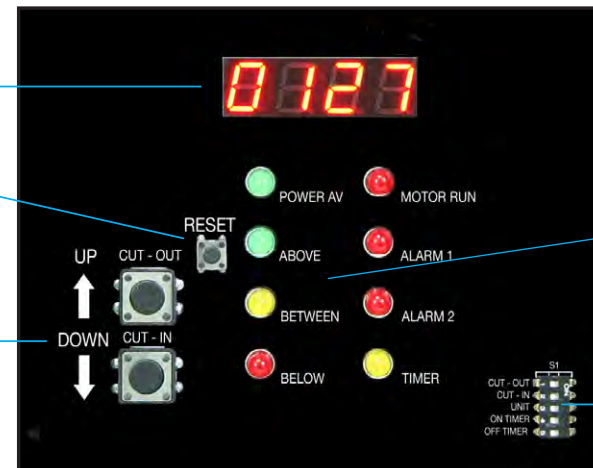 0127
POWER AV
MOTOR RUN
RESET
UP
CUT - OUT
ABOVE
ALARM 1
BETWEEN
ALARM 2
DOWN
CUT - IN
BELOW
TIMER
S1
CUT - OUT
CUT - IN
UNIT
ON TIMER
OFF TIMER